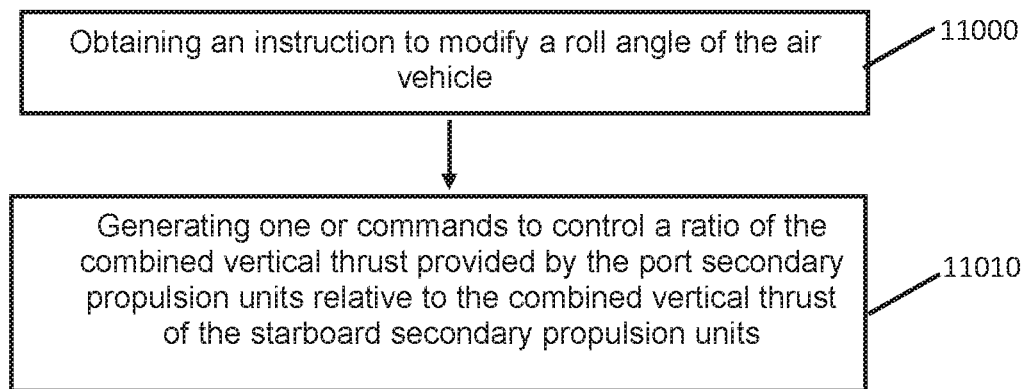 Obtaining an instruction to modify a roll angle of the air
vehicle
11000
Generating one or commands to control a ratio of the
combined vertical thrust provided by the port secondary
propulsion units relative to the combined vertical thrust
of the starboard secondary propulsion units
11010